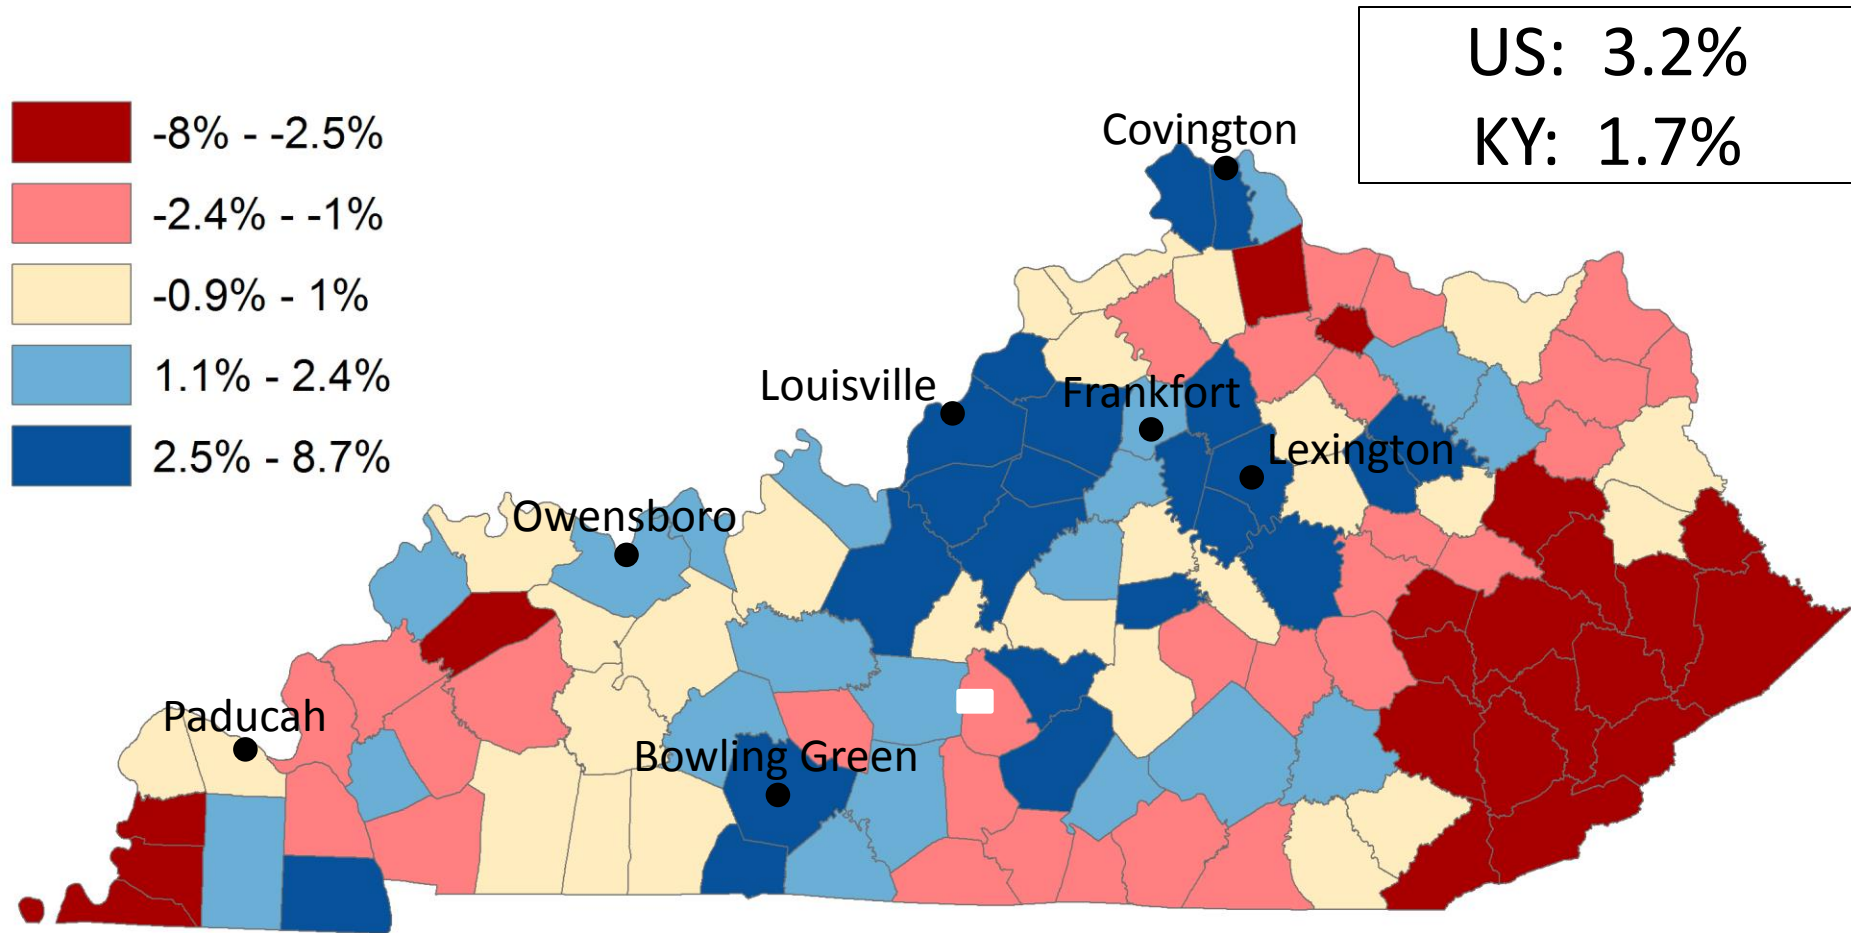 US: 3.2%
KY: 1.7%
-8% - -2.5%
-2.4% - -1%
-0.9% - 1%
1.1% - 2.4%
2.5% - 8.7%
Covington
Louisville
Frankfort
Lexington
Owensboro
Paducah
Bowling Green